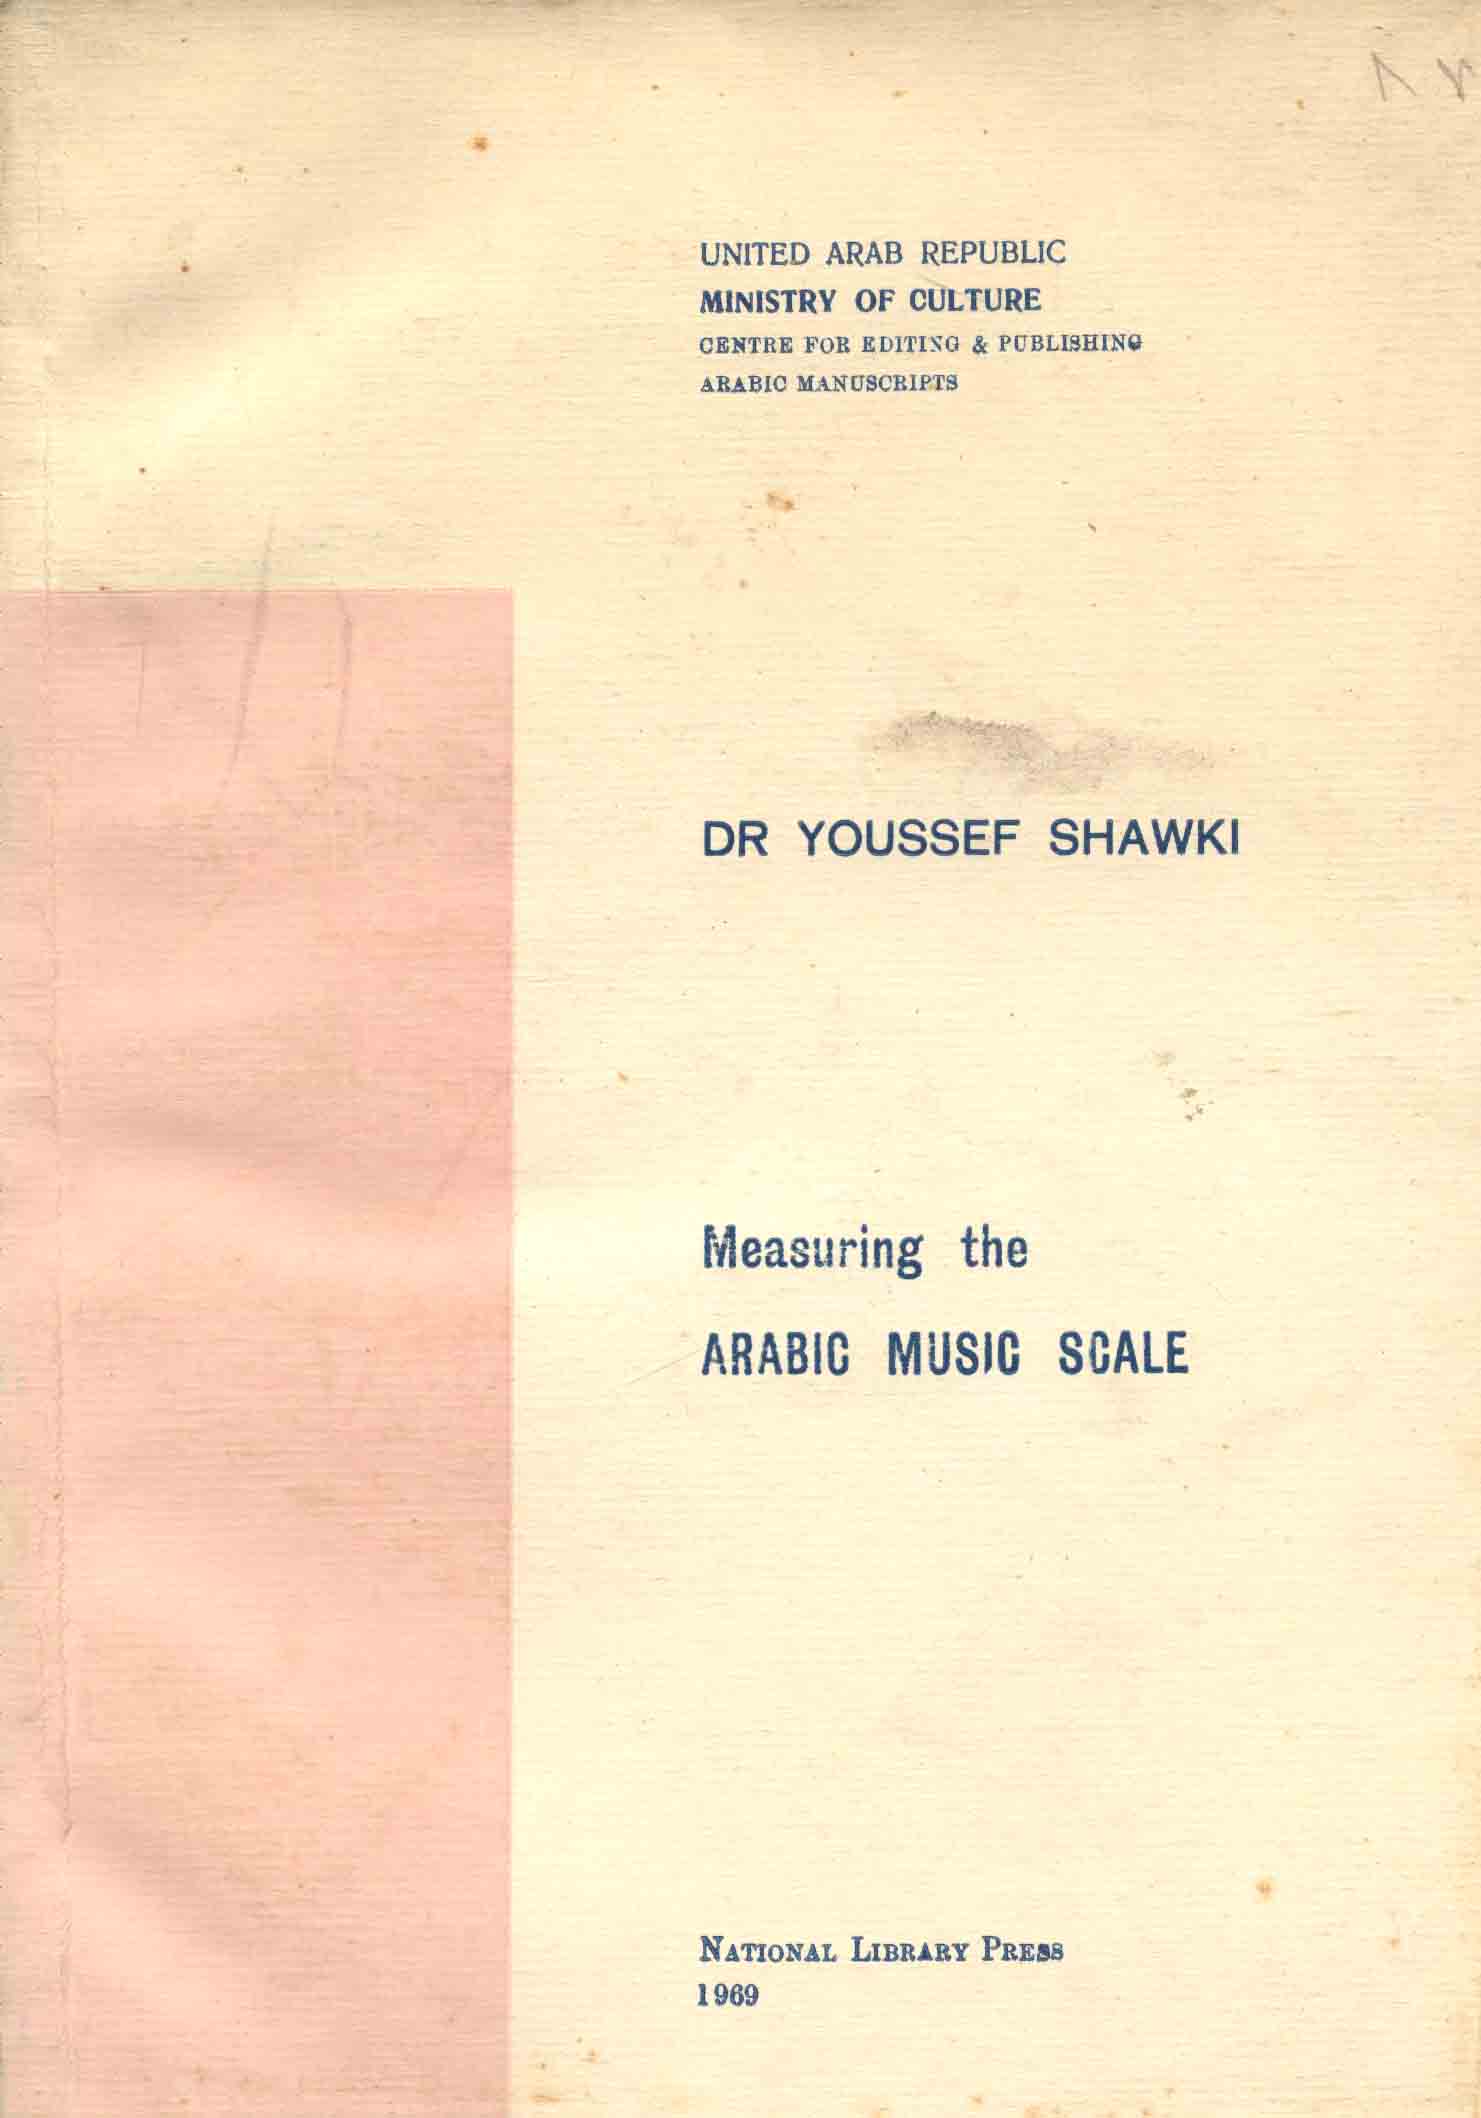 UNITED ARAB REPUBLIC
MINISTRY OF CULTURE
CENTRE FOR EDITING & PUBLISHING
ARABIC MANUSCRIPTS
DR YOUSSEF SHAWKI
Measuring the
ARABIC MUSIC SCALE
NATIONAL LIBRARY PRESS
1969